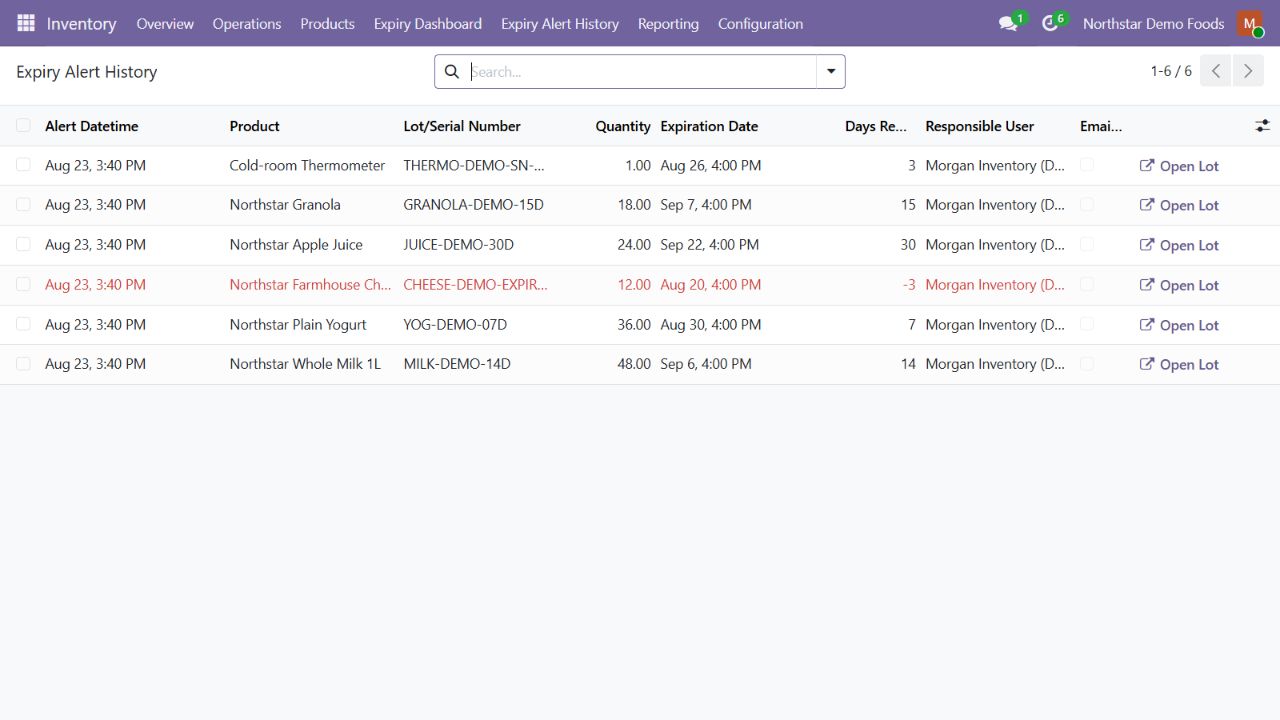 Inventory Overview Operations Products Expiry Dashboard Expiry Alert History Reporting Configuration 1 6 Northstar Demo Foods M
Expiry Alert History Search... 1-6 / 6
Alert Datetime Product Lot/Serial Number Quantity Expiration Date Days Re... Responsible User Emai...
Aug 23, 3:40 PM Cold-room Thermometer THERMO-DEMO-SN-... 1.00 Aug 26, 4:00 PM 3 Morgan Inventory (D... Open Lot
Aug 23, 3:40 PM Northstar Granola GRANOLA-DEMO-15D 18.00 Sep 7, 4:00 PM 15 Morgan Inventory (D... Open Lot
Aug 23, 3:40 PM Northstar Apple Juice JUICE-DEMO-30D 24.00 Sep 22, 4:00 PM 30 Morgan Inventory (D... Open Lot
Aug 23, 3:40 PM Northstar Farmhouse Ch... CHEESE-DEMO-EXPIR... 12.00 Aug 20, 4:00 PM -3 Morgan Inventory (D... Open Lot
Aug 23, 3:40 PM Northstar Plain Yogurt YOG-DEMO-07D 36.00 Aug 30, 4:00 PM 7 Morgan Inventory (D... Open Lot
Aug 23, 3:40 PM Northstar Whole Milk 1L MILK-DEMO-14D 48.00 Sep 6, 4:00 PM 14 Morgan Inventory (D... Open Lot